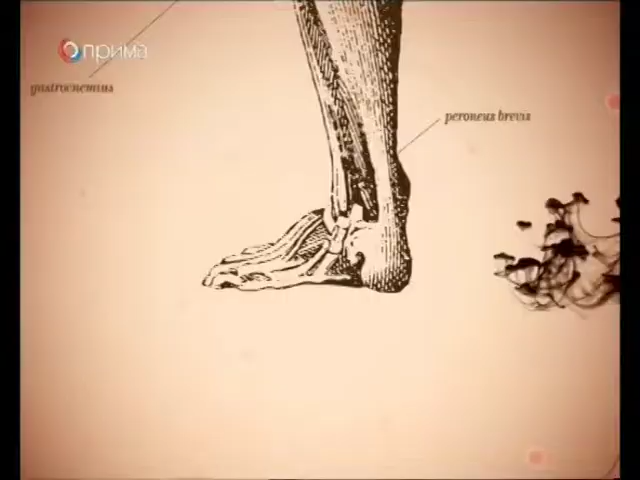 прима
gastrocnemius
peroneus brevis